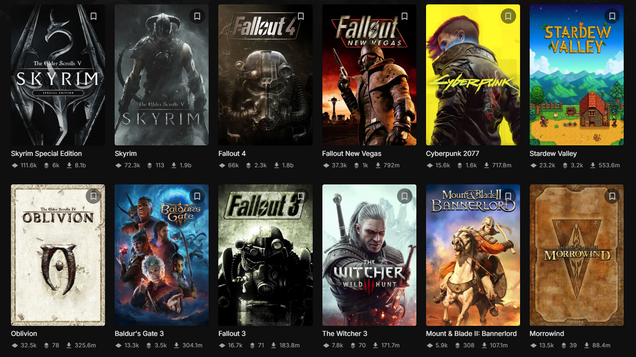 The Elder Scrolls V
SKYRIM
SPECIAL EDITION
The Elder Scrolls V
SKYRIM
Fallout 4
Fallout
NEW VEGAS
CYBERPUNK
STARDEW
VALLEY
Skyrim Special Edition
Skyrim
Fallout 4
Fallout New Vegas
Cyberpunk 2077
Stardew Valley
111.6k 6k 8.1b
72.3k 113 1.9b
66k 2.3k 1.8b
37.3k 1k 792m
15.6k 1.6k 717.8m
23.2k 3.2k 553.6m
The Elder Scrolls IV
OBLIVION
Baldur's
Gate
Fallout 3
THE
WITCHER
WILD HUNT
MOUNT & BLADE II
BANNERLORD
MORROWIND
Oblivion
Baldur's Gate 3
Fallout 3
The Witcher 3
Mount & Blade II: Bannerlord
Morrowind
32.5k 78 325.6m
13.3k 3.5k 304.1m
16.7k 71 183.8m
7.8k 70 171.7m
5.9k 308 107.1m
13.5k 39 88.4m